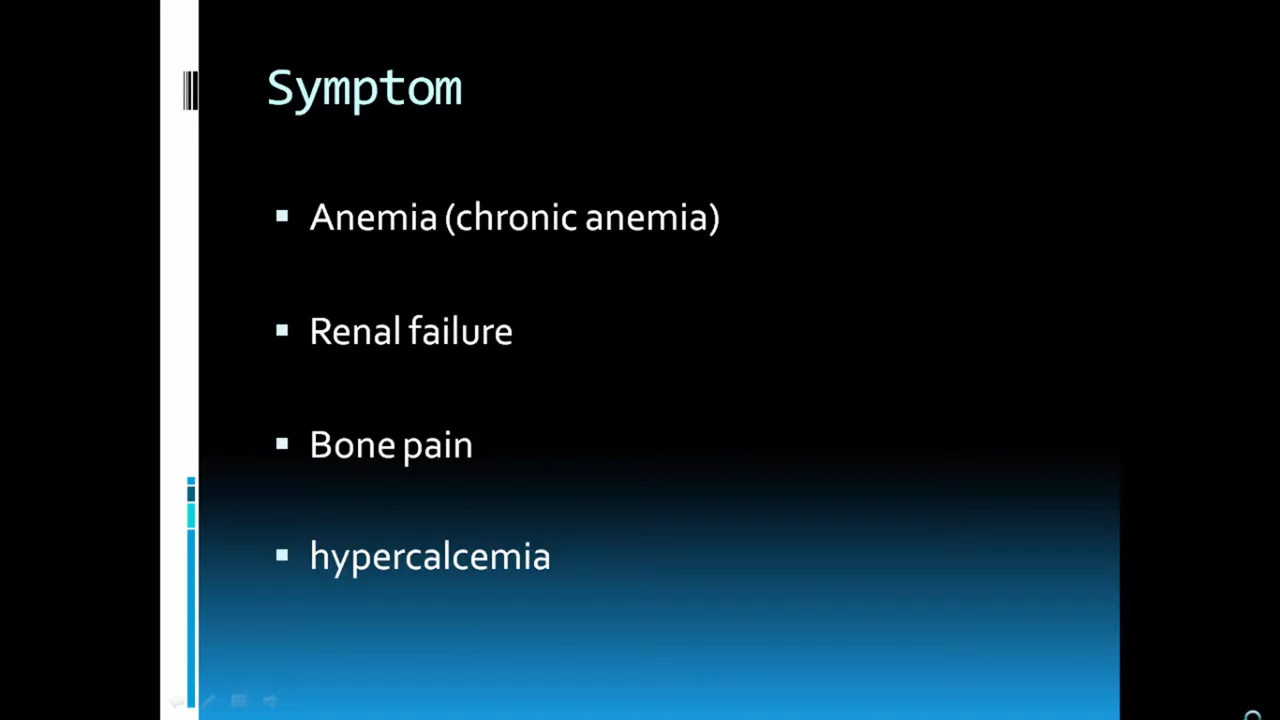 Symptom
Anemia (chronic anemia)
Renal failure
Bone pain
hypercalcemia